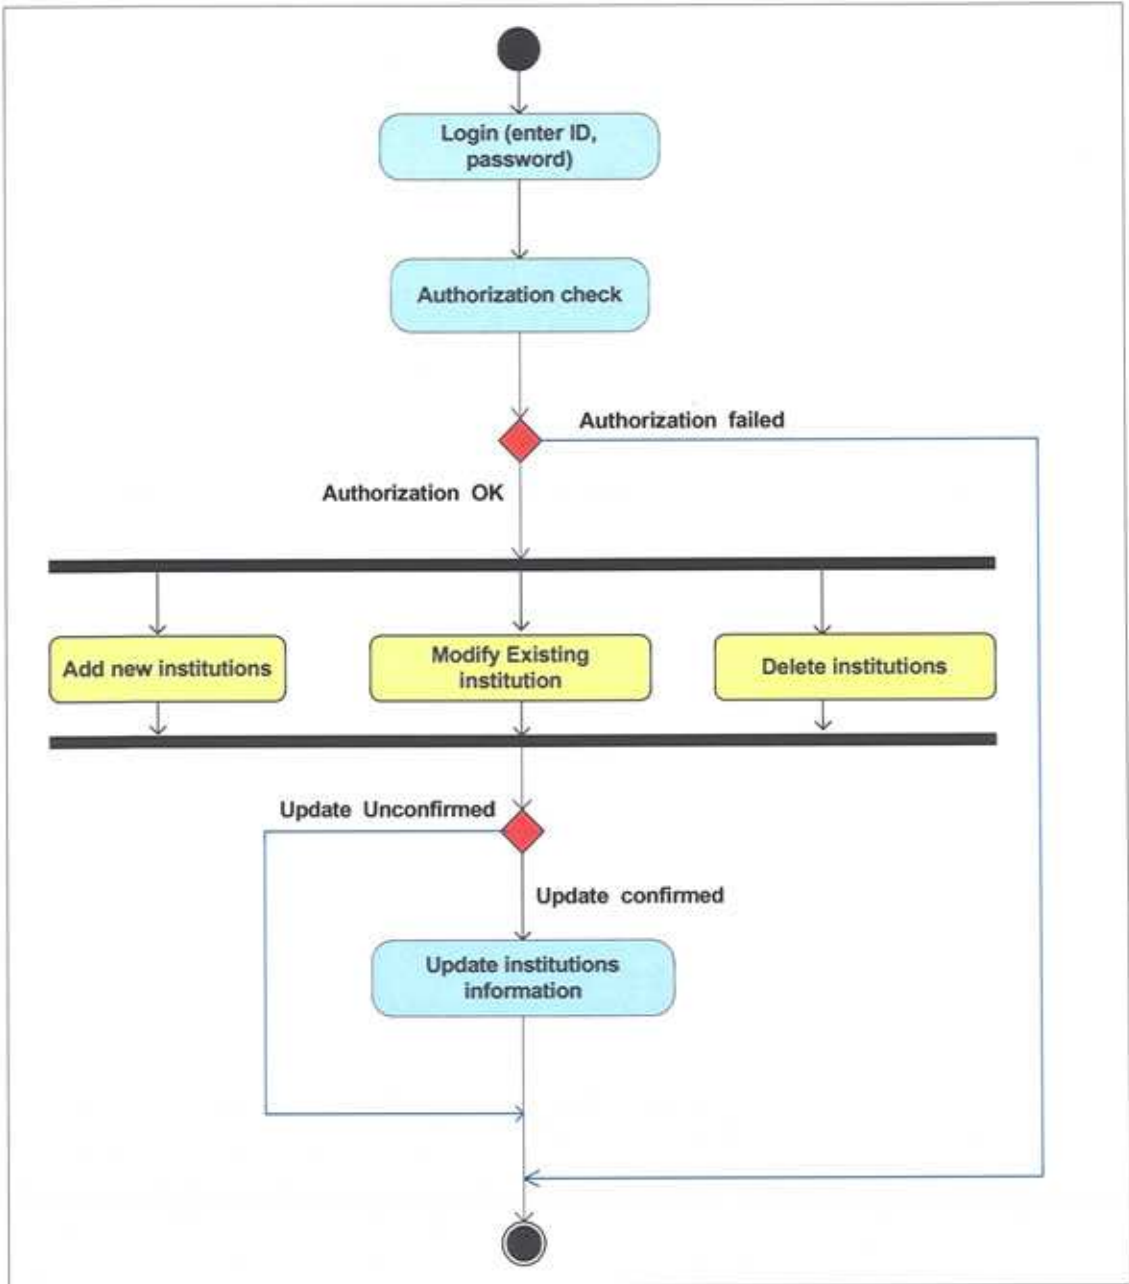 Login (enter ID,
password)
Authorization check
Authorization failed
Authorization OK
Add new institutions
Modify Existing
institution
Delete institutions
Update Unconfirmed
Update confirmed
Update institutions
information